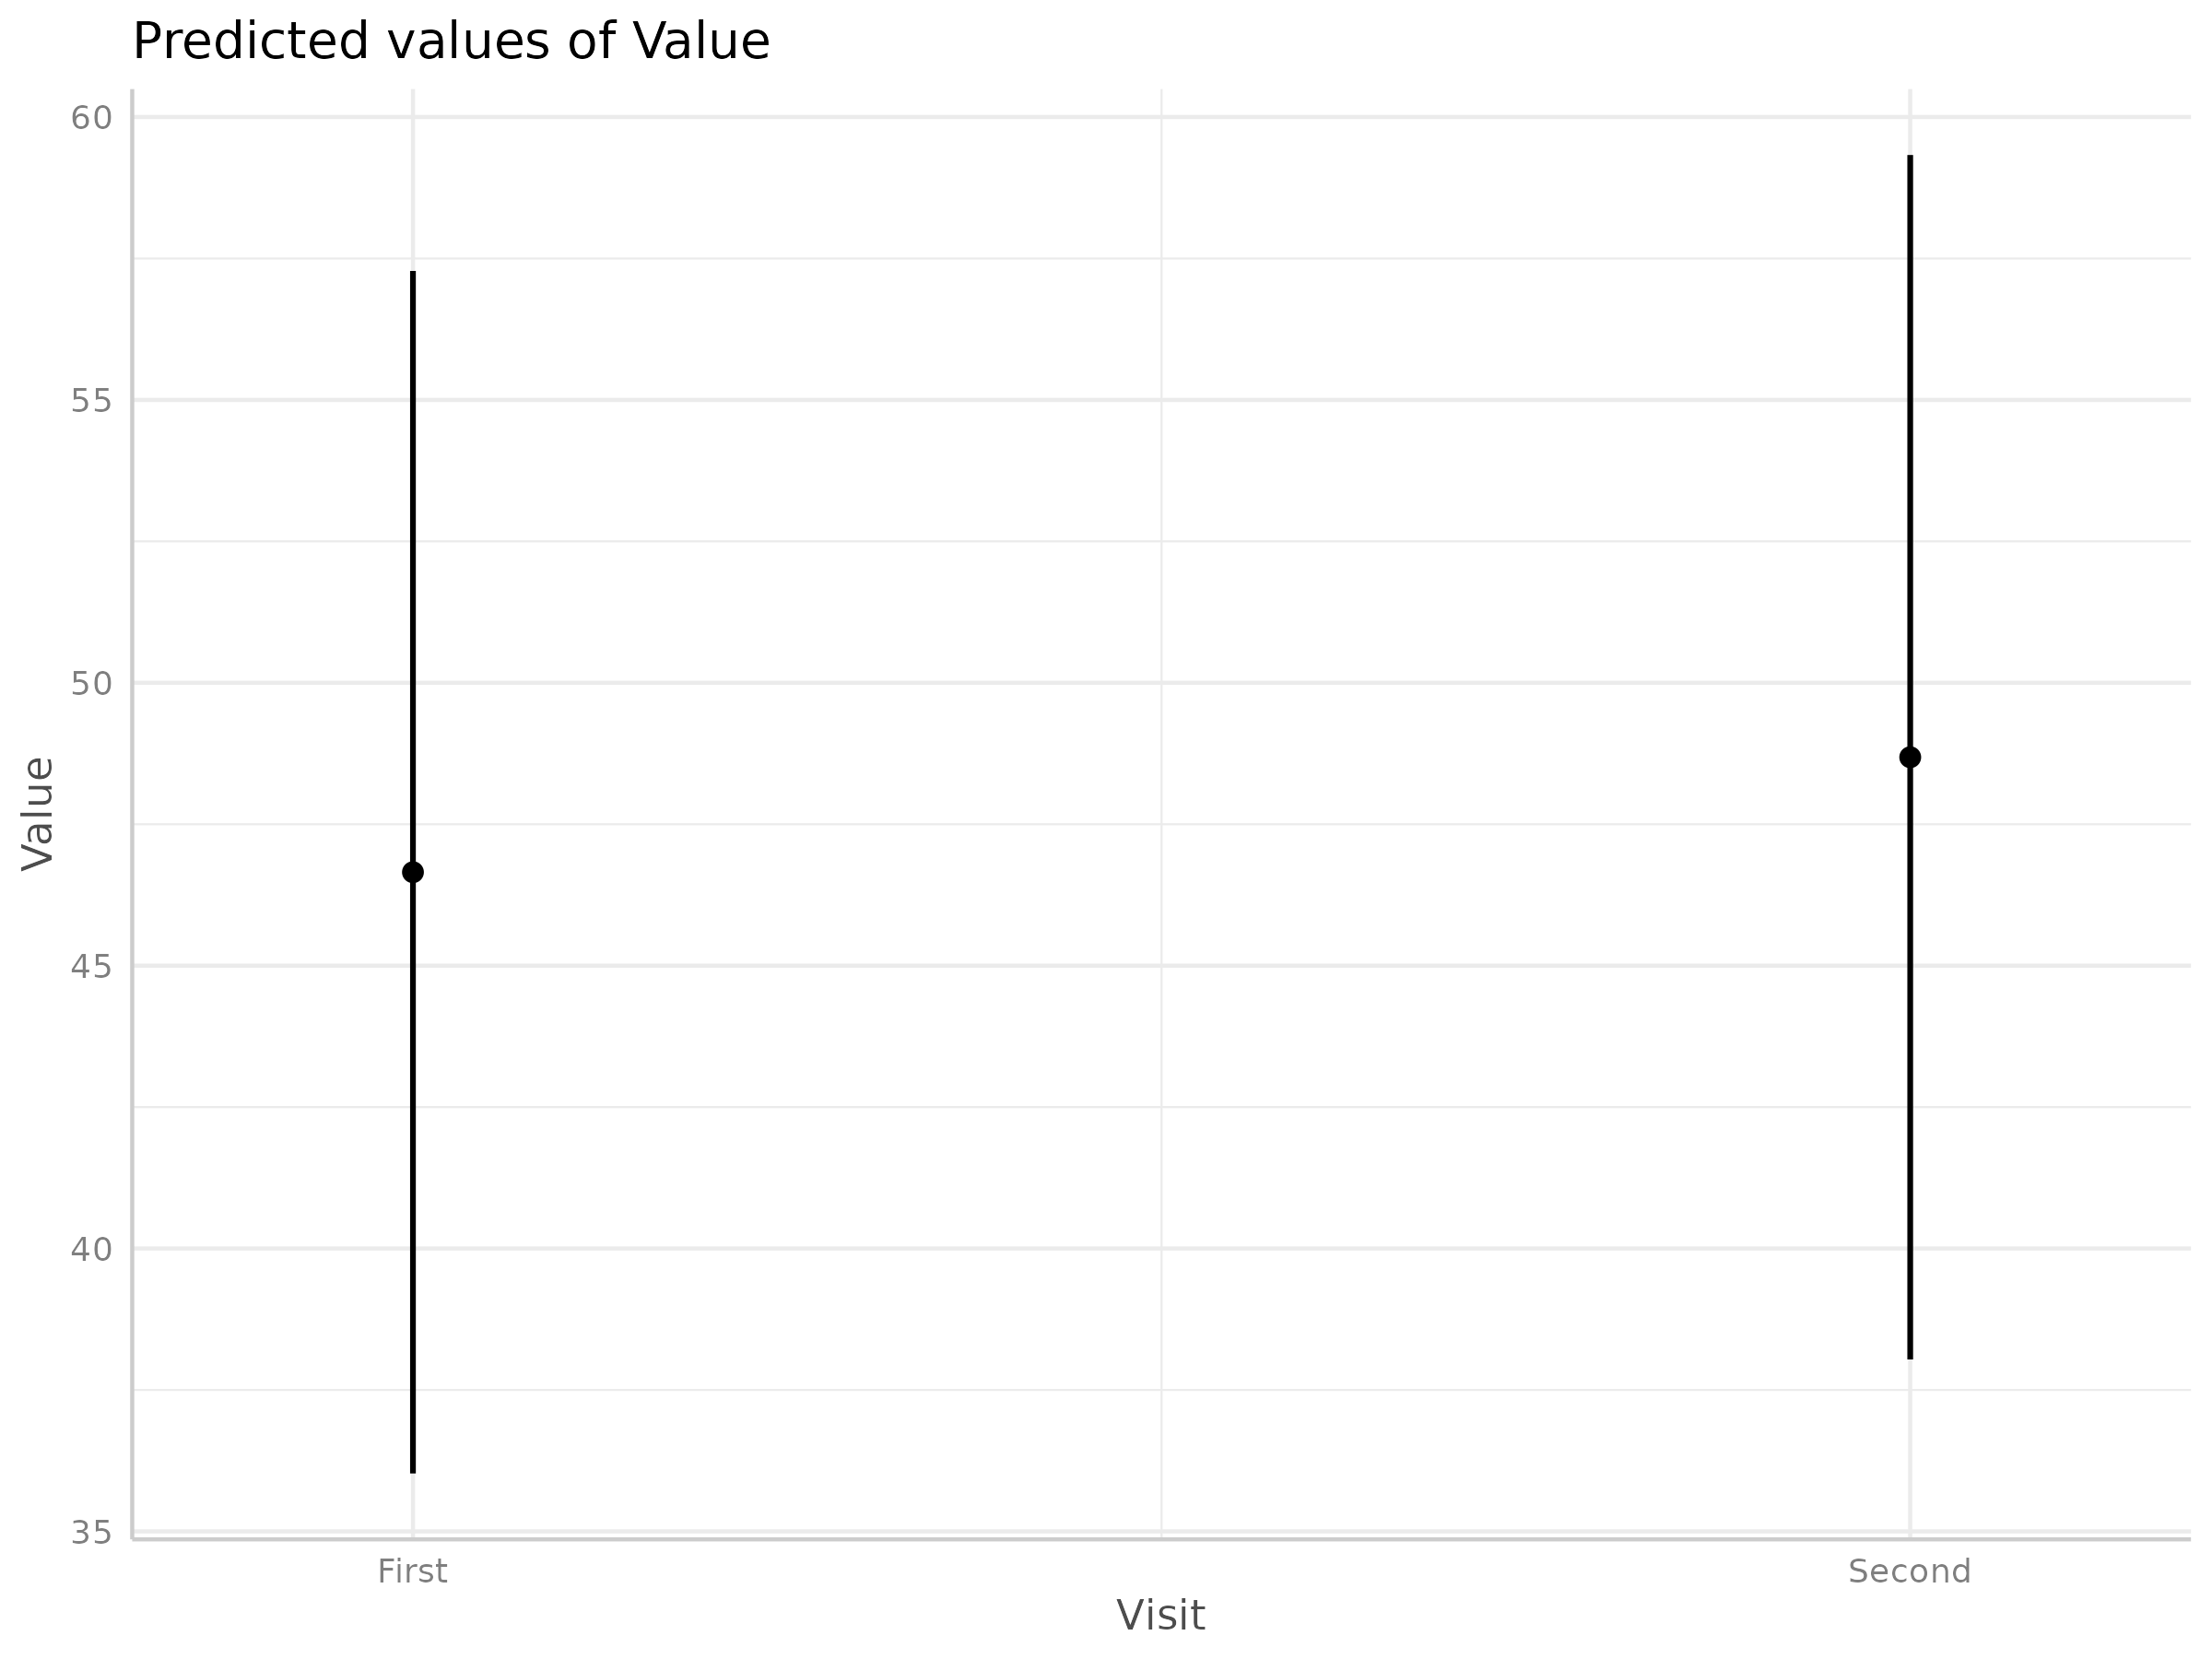 Predicted values of Value
60
55
50
45
40
35
Value
First
Second
Visit